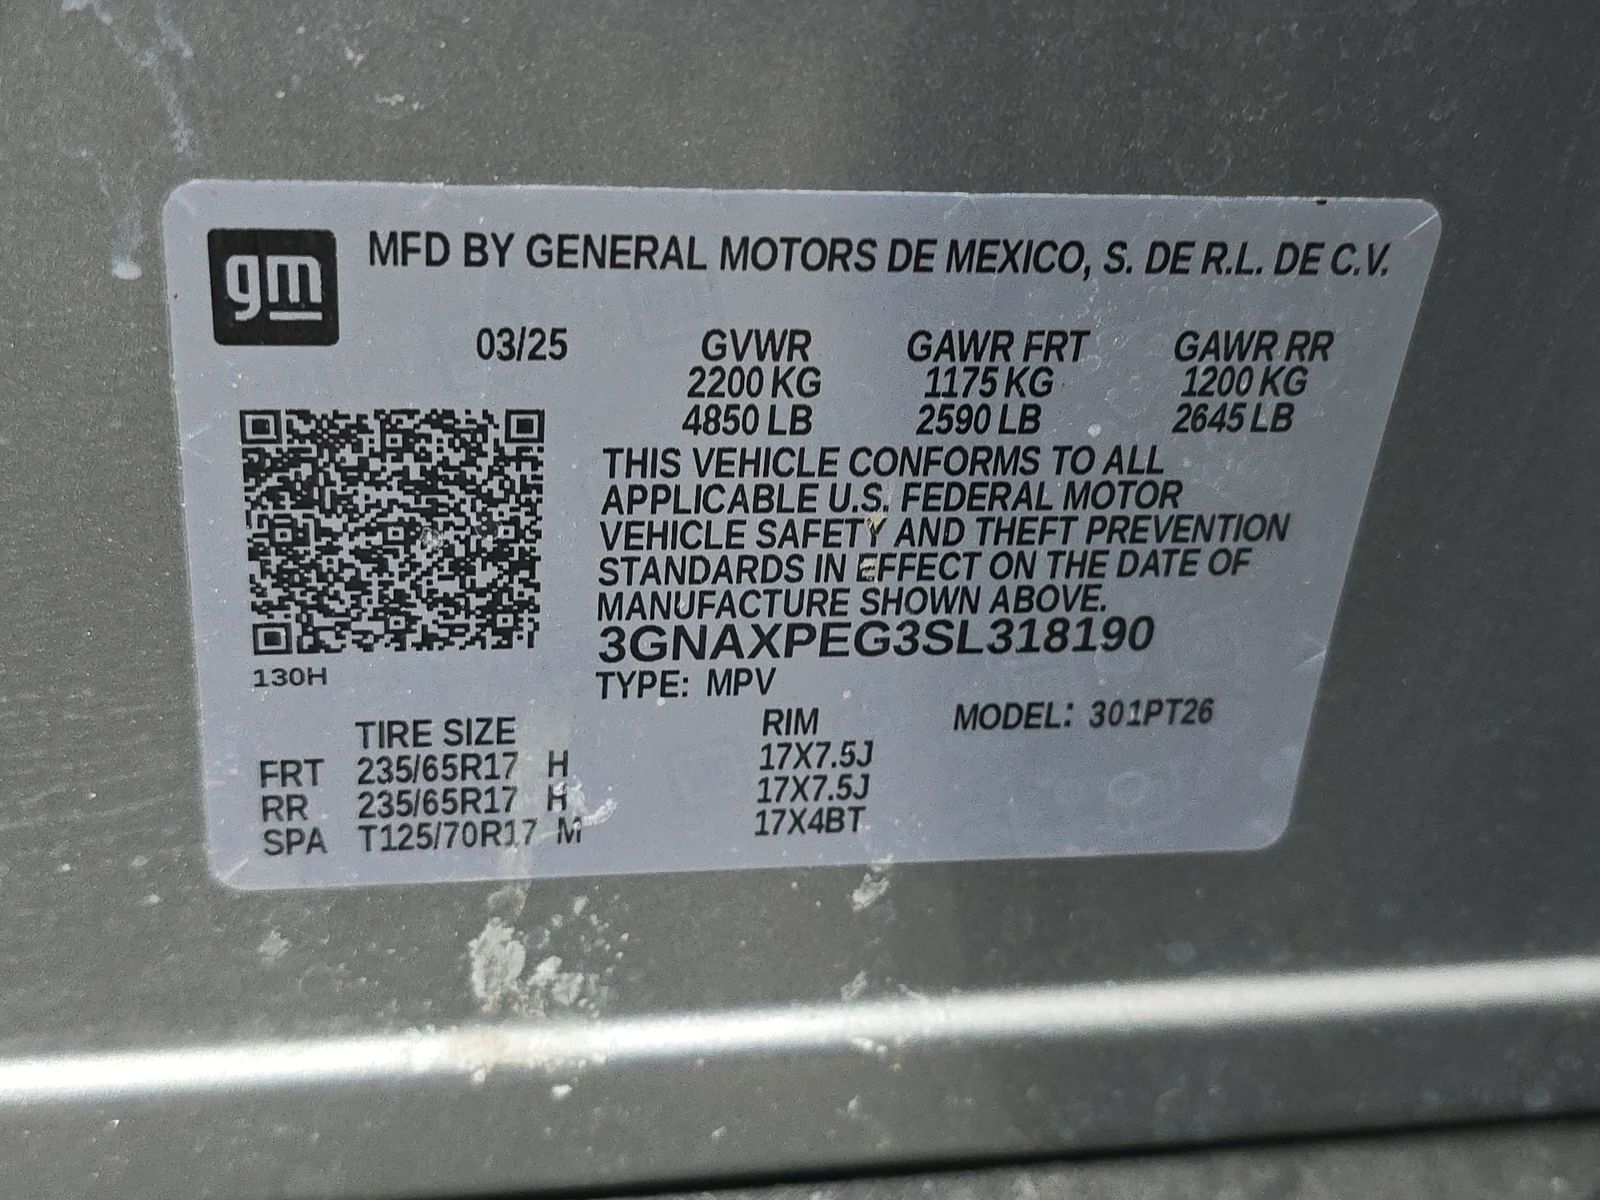 gm
MFD BY GENERAL MOTORS DE MEXICO, S. DE R.L. DE C.V.
03/25 GVWR GAWR FRT GAWR RR
2200 KG 1175 KG 1200 KG
4850 LB 2590 LB 2645 LB
THIS VEHICLE CONFORMS TO ALL
APPLICABLE U.S. FEDERAL MOTOR
VEHICLE SAFETY AND THEFT PREVENTION
STANDARDS IN EFFECT ON THE DATE OF
MANUFACTURE SHOWN ABOVE.
3GNAXPEG3SL318190
130H
TYPE: MPV
TIRE SIZE RIM MODEL: 301PT26
FRT 235/65R17 H 17X7.5J
RR 235/65R17 H 17X7.5J
SPA T125/70R17 M 17X4BT